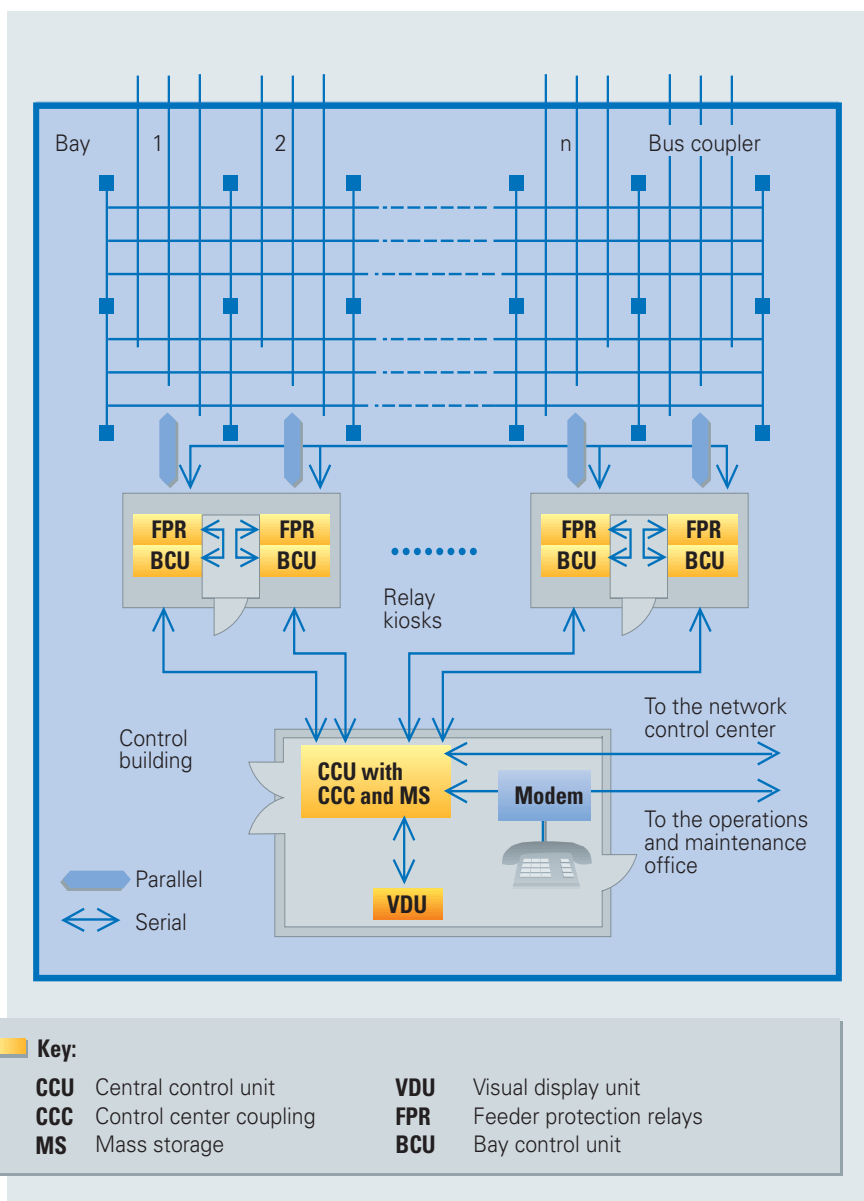 Bay 1 2 n Bus coupler
FPR FPR FPR FPR
BCU BCU BCU BCU
Relay
kiosks
To the network
control center
Control
building
CCU with
CCC and MS
Modem
To the operations
and maintenance
office
Parallel
Serial
VDU
Key:
CCU Central control unit
CCC Control center coupling
MS Mass storage
VDU Visual display unit
FPR Feeder protection relays
BCU Bay control unit